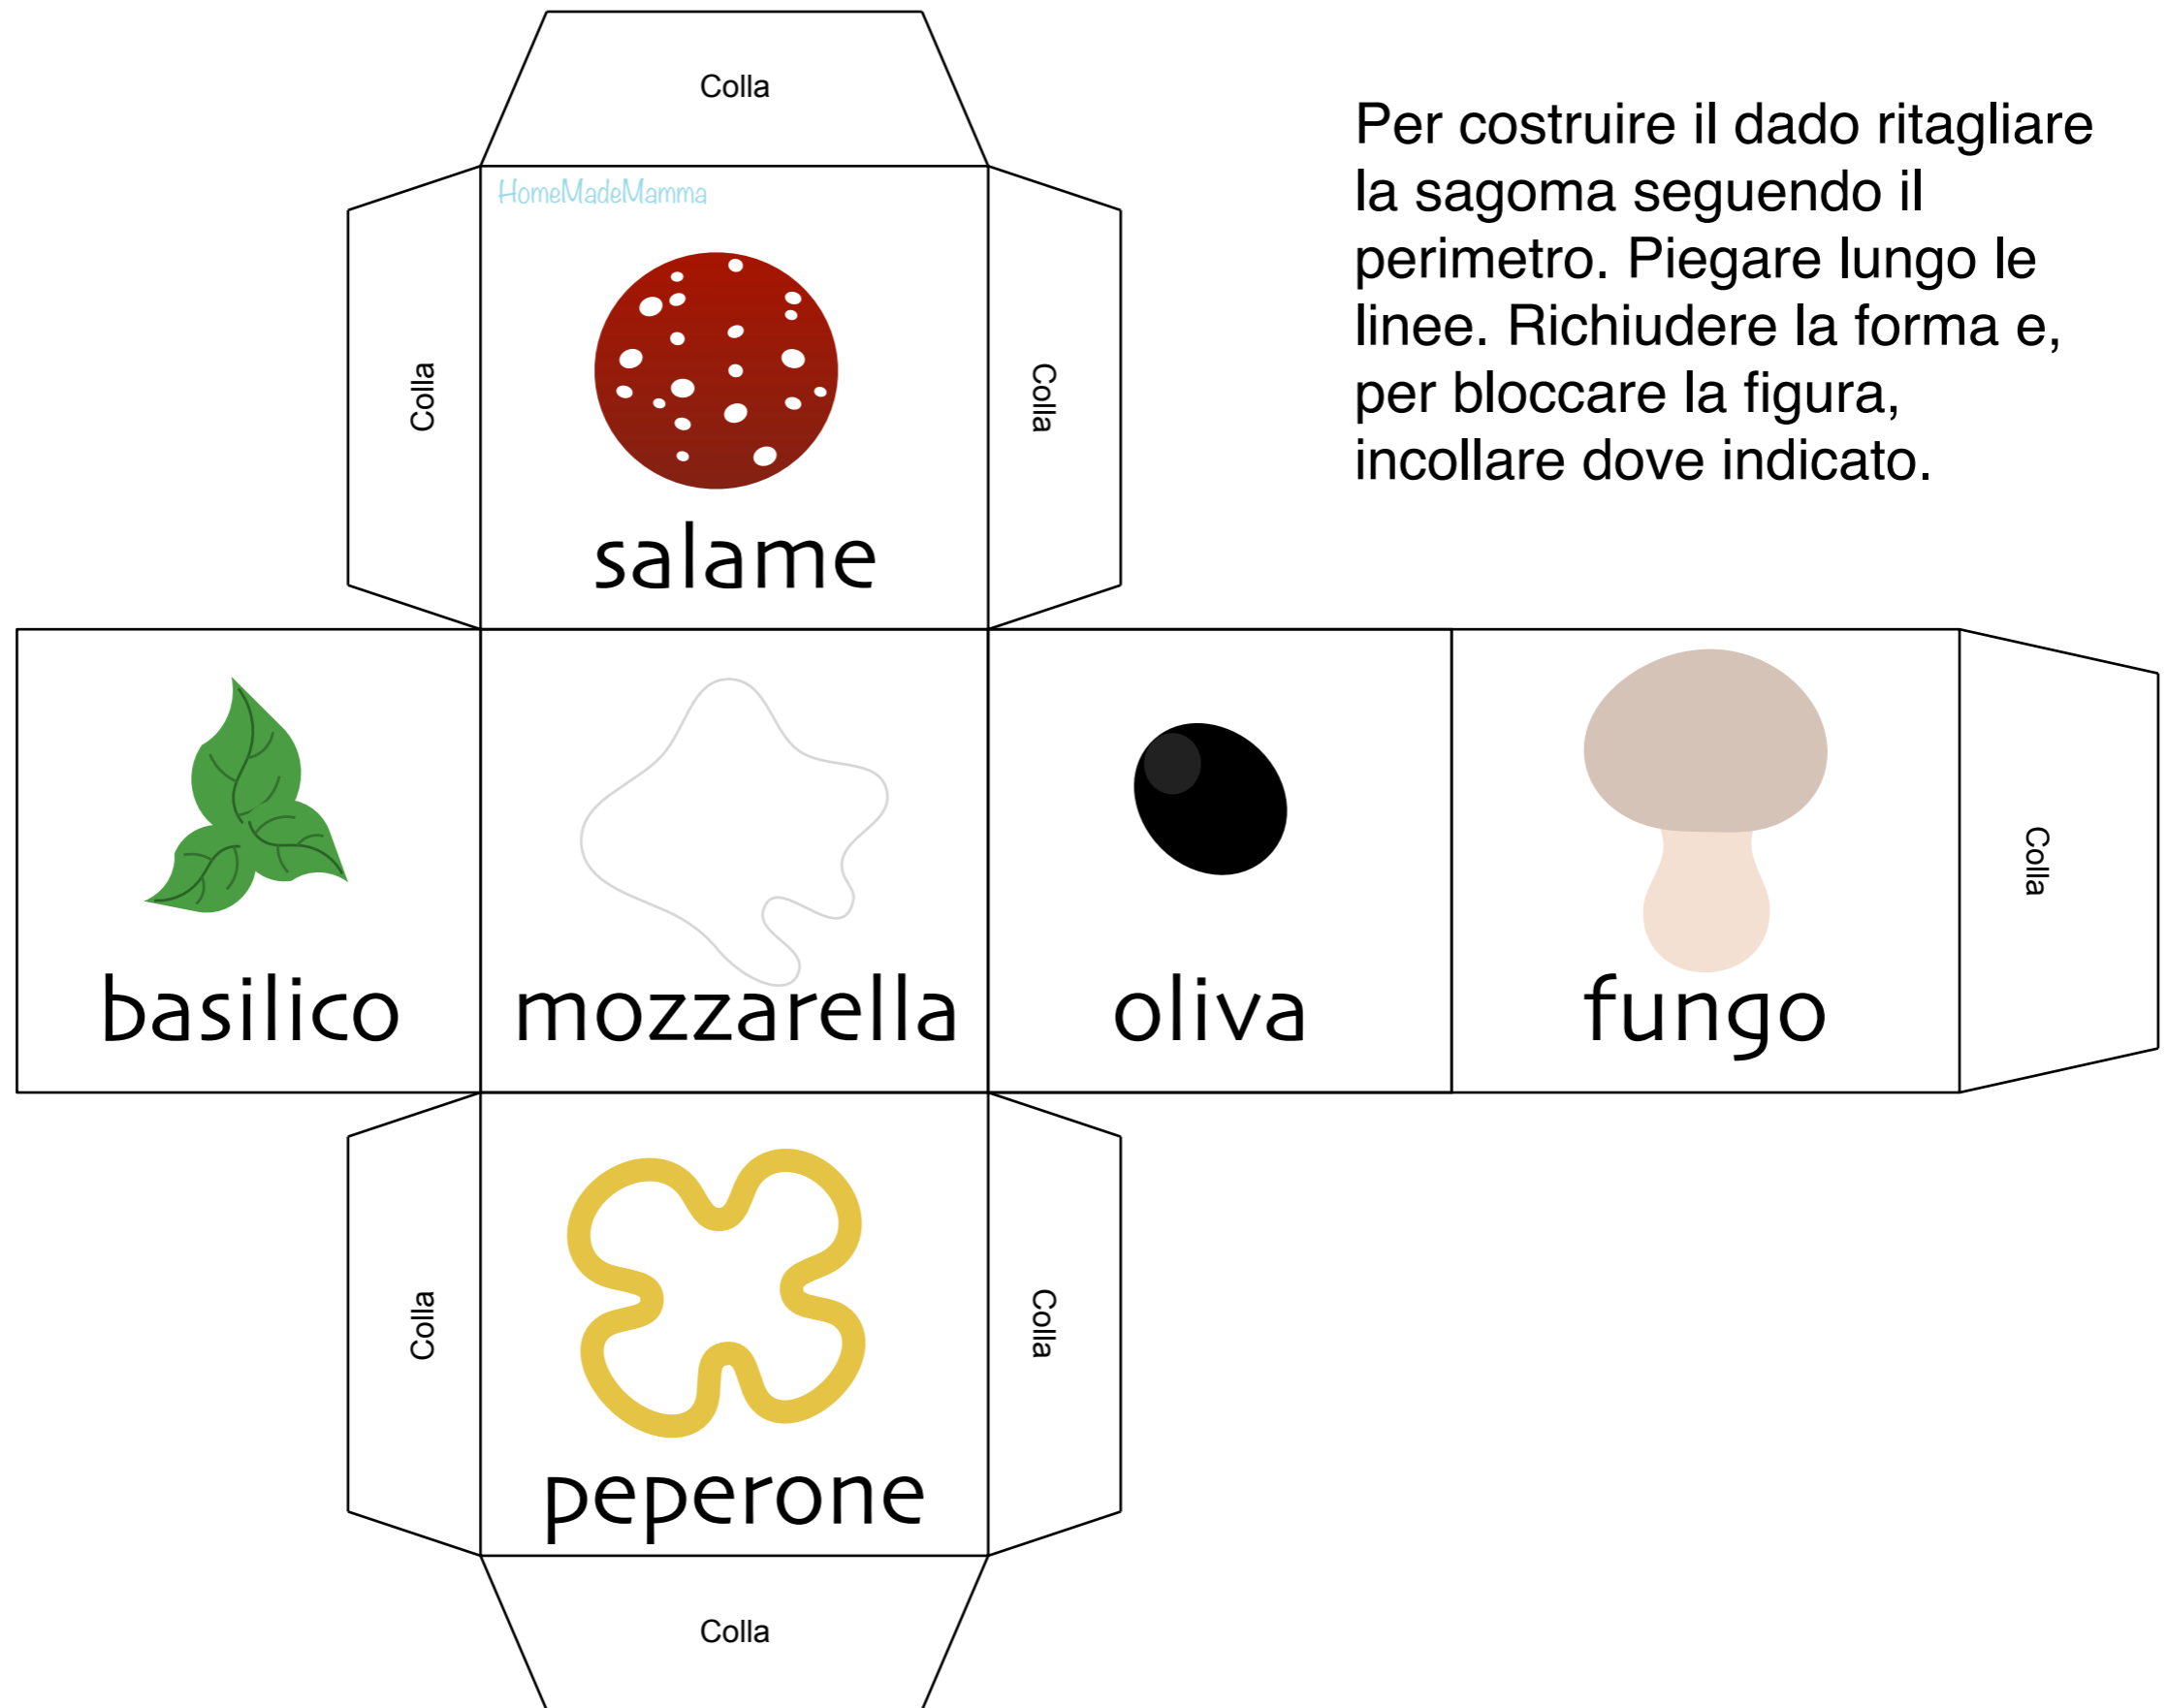 Colla
Per costruire il dado ritagliare
la sagoma seguendo il
perimetro. Piegare lungo le
linee. Richiudere la forma e,
per bloccare la figura,
incollare dove indicato.
HomeMadeMamma
Colla
Colla
salame
basilico
mozzarella
oliva
fungo
Colla
Colla
Colla
peperone
Colla